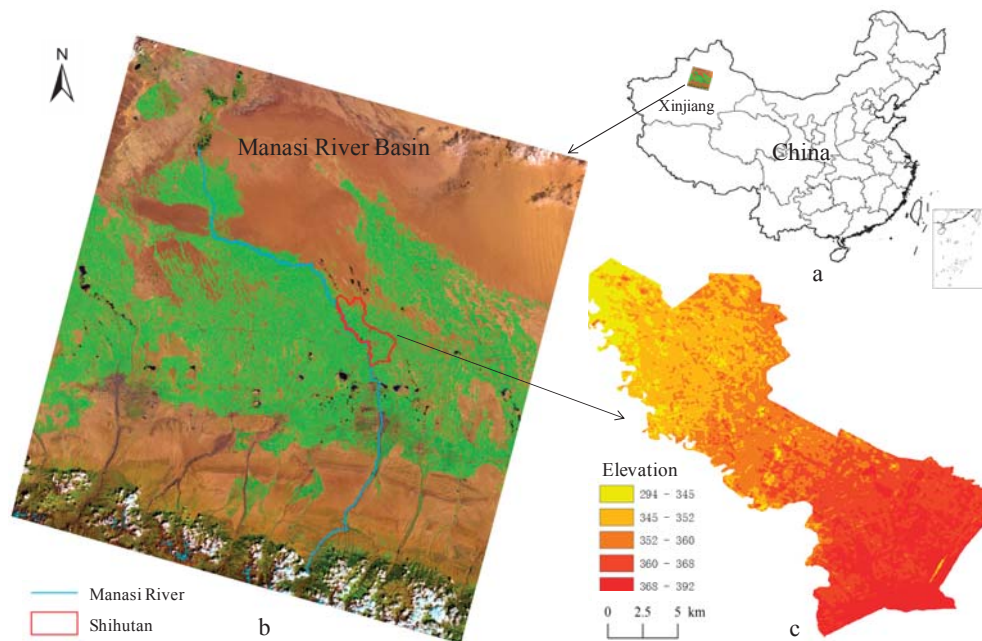 N
Manasi River Basin
Manasi River
Shihutan
b
Xinjiang
China
a
Elevation
294 - 345
345 - 352
352 - 360
360 - 368
368 - 392
0 2.5 5 km
c